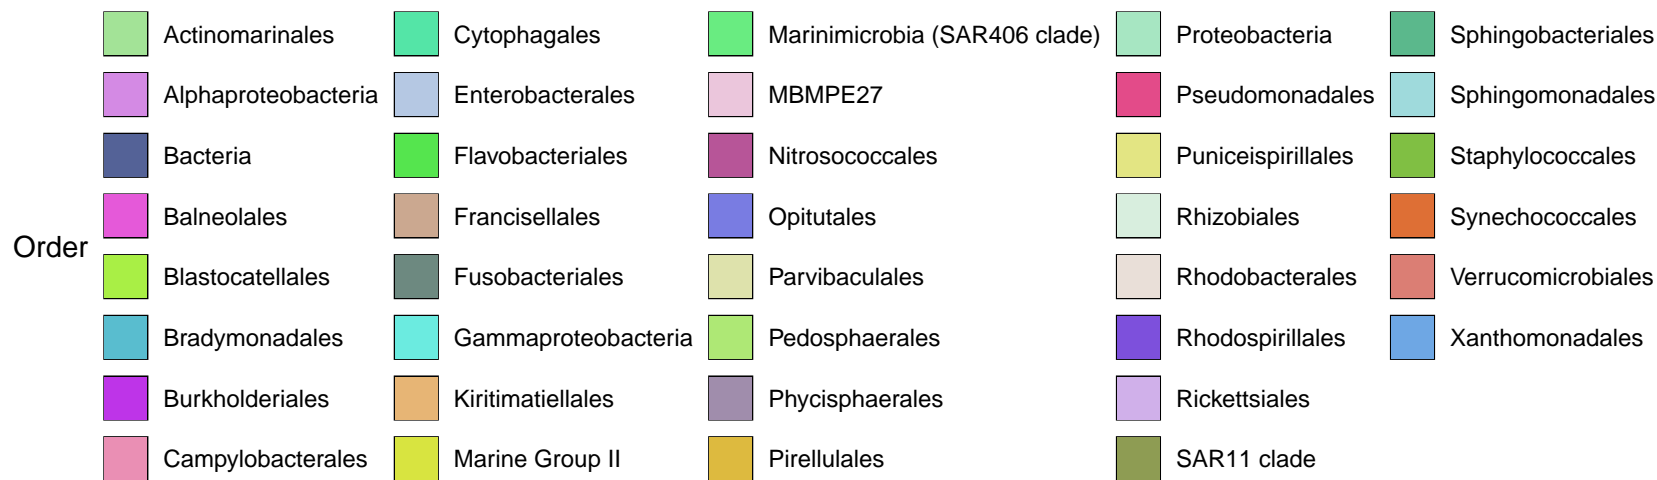 Order
Actinomarinales
Alphaproteobacteria
Bacteria
Balneolales
Blastocatellales
Bradymonadales
Burkholderiales
Campylobacterales
Cytophagales
Enterobacterales
Flavobacteriales
Francisellales
Fusobacteriales
Gammaproteobacteria
Kiritimatiellales
Marine Group II
Marinimicrobia (SAR406 clade)
MBMPE27
Nitrosococcales
Opitutales
Parvibaculales
Pedosphaerales
Phycisphaerales
Pirellulales
Proteobacteria
Pseudomonadales
Puniceispirillales
Rhizobiales
Rhodobacterales
Rhodospirillales
Rickettsiales
SAR11 clade
Sphingobacteriales
Sphingomonadales
Staphylococcales
Synechococcales
Verrucomicrobiales
Xanthomonadales